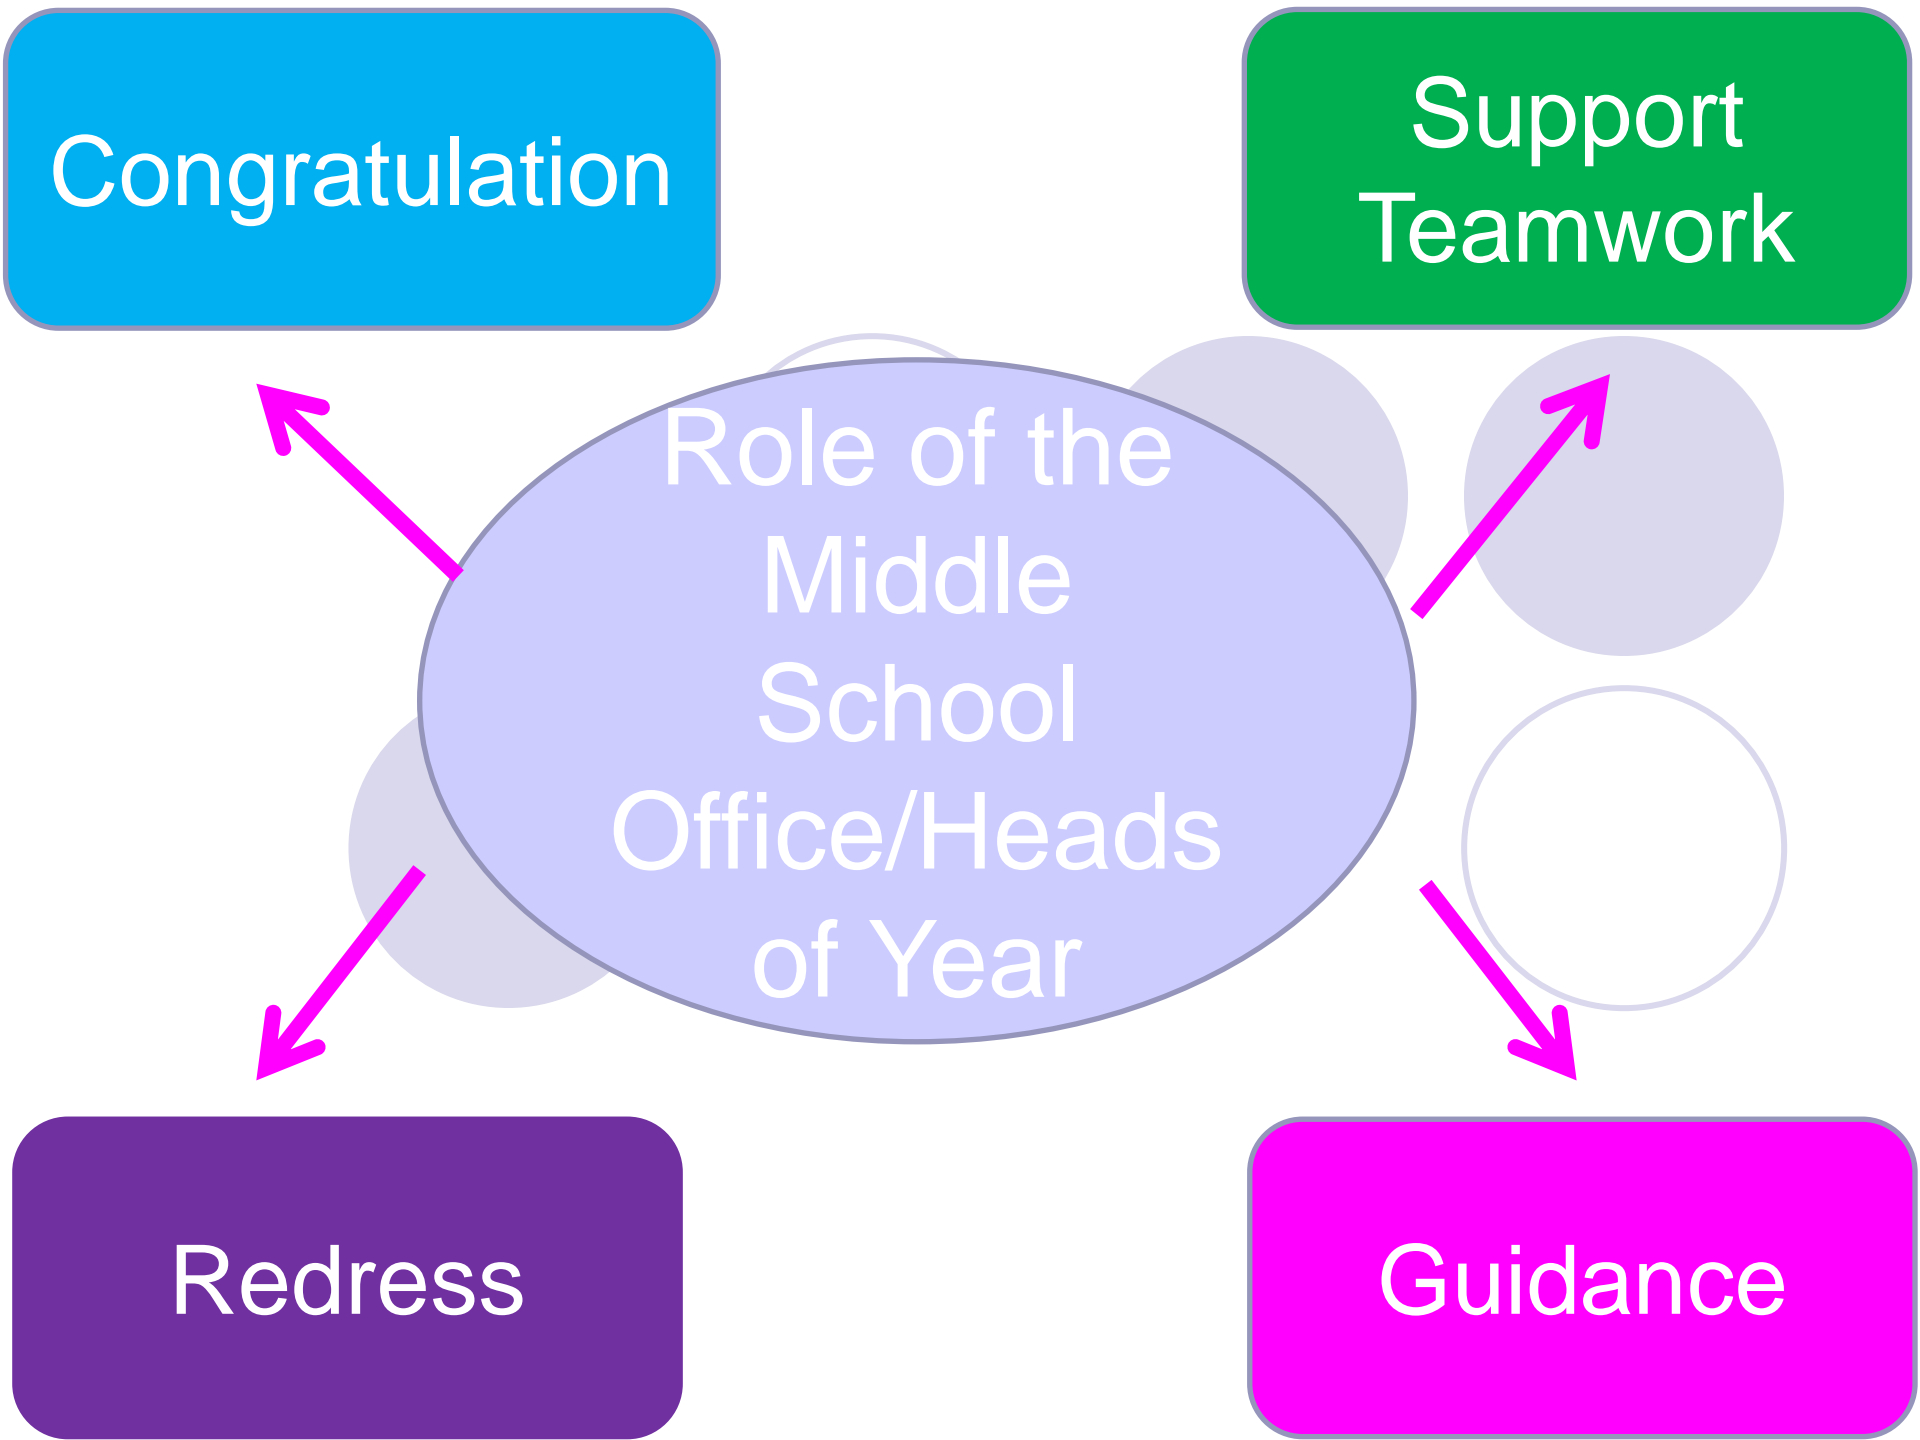 Congratulation
Support
Teamwork
Role of the
Middle
School
Office/Heads
of Year
Redress
Guidance